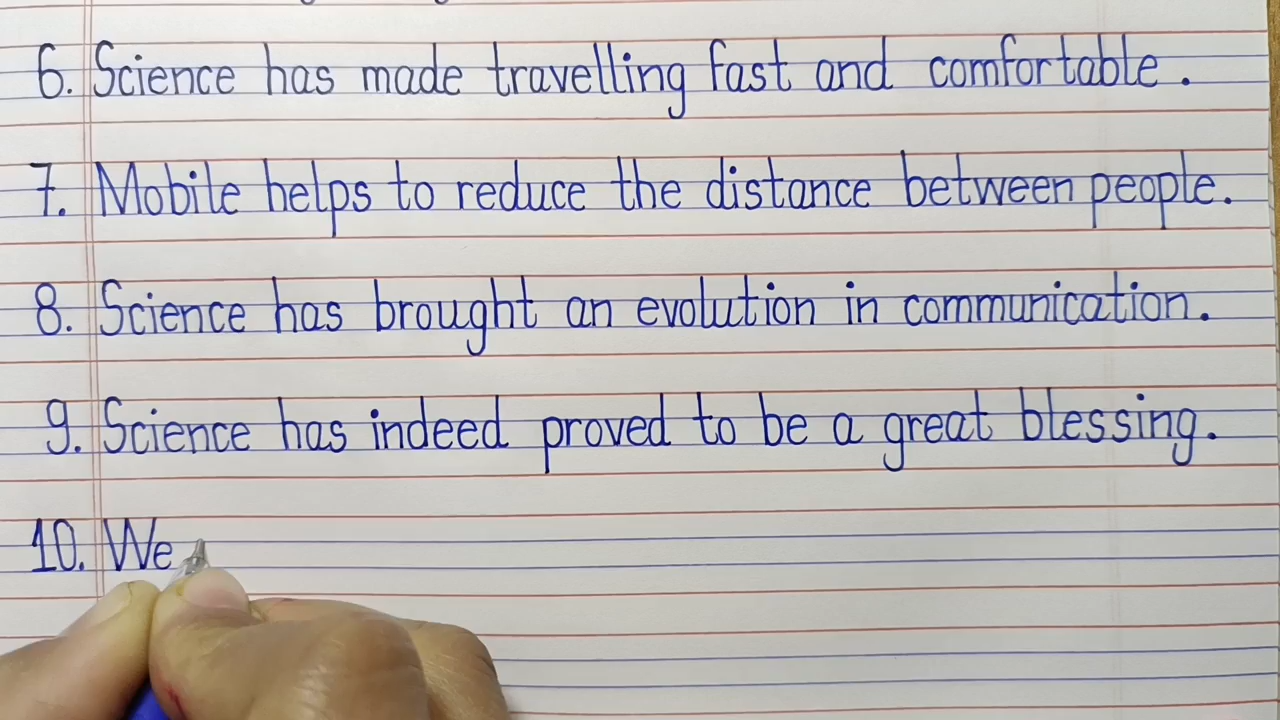 6. Science has made travelling fast and comfortable.
7. Mobile helps to reduce the distance between people.
8. Science has brought an evolution in communication.
9. Science has indeed proved to be a great blessing.
10. We